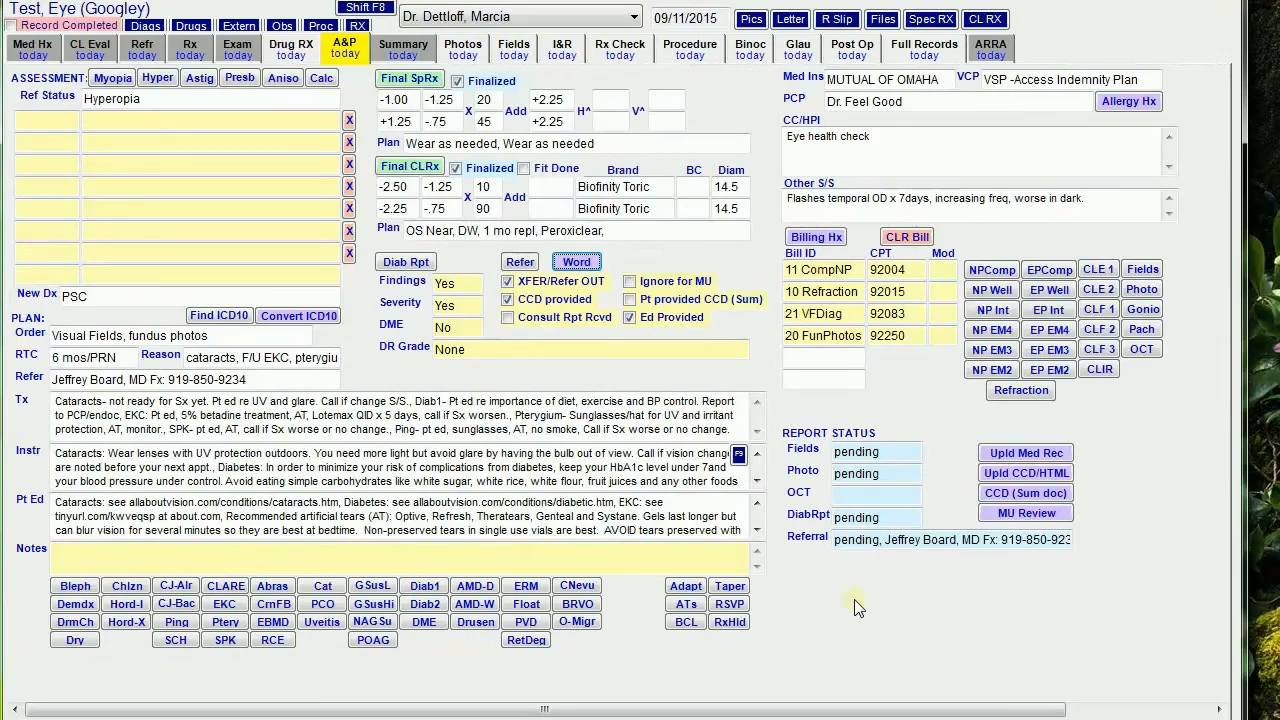 Test, Eye (Googley)
Shift F8
Dr. Dettloff, Marcia
09/11/2015
Pics Letter R Slip Files Spec RX CL RX
Record Completed Diags Drugs Extern Obs Proc RX
Med Hx CL Eval Refr Rx Exam Drug RX A&P Summary Photos Fields I&R Rx Check Procedure Binoc Glau Post Op Full Records ARRA
today today today today today today today today today today today today today today today today today today
ASSESSMENT: Myopia Hyper Astig Presb Aniso Calc
Ref Status Hyperopia
X
X
X
X
X
X
X
New Dx PSC
Find ICD10 Convert ICD10
PLAN:
Order Visual Fields, fundus photos
RTC 6 mos/PRN Reason cataracts, F/U EKC, pterygiu
Refer Jeffrey Board, MD Fx: 919-850-9234
Final SpRx Finalized
-1.00 -1.25 X 20 Add +2.25 H^ V^
+1.25 -.75 45 +2.25
Plan Wear as needed, Wear as needed
Final CLRx Finalized Fit Done Brand BC Diam
-2.50 -1.25 X 10 Add Biofinity Toric 14.5
-2.25 -.75 90 Biofinity Toric 14.5
Plan OS Near, DW, 1 mo repl, Peroxiclear,
Diab Rpt Refer Word
Findings Yes XFER/Refer OUT Ignore for MU
Severity Yes CCD provided Pt provided CCD (Sum)
DME No Consult Rpt Rcvd Ed Provided
DR Grade None
Tx Cataracts- not ready for Sx yet. Pt ed re UV and glare. Call if change S/S., Diab1- Pt ed re importance of diet, exercise and BP control. Report
to PCP/endoc, EKC: Pt ed, 5% betadine treatment, AT, Lotemax QID x 5 days, call if Sx worsen., Pterygium- Sunglasses/hat for UV and irritant
protection, AT, monitor., SPK- pt ed, AT, call if Sx worse or no change., Ping- pt ed, sunglasses, AT, no smoke, Call if Sx worse or no change.
Instr Cataracts: Wear lenses with UV protection outdoors. You need more light but avoid glare by having the bulb out of view. Call if vision change F9
are noted before your next appt., Diabetes: In order to minimize your risk of complications from diabetes, keep your HbA1c level under 7and
your blood pressure under control. Avoid eating simple carbohydrates like white sugar, white rice, white flour, fruit juices and any other foods
Pt Ed Cataracts: see allaboutvision.com/conditions/cataracts.htm, Diabetes: see allaboutvision.com/conditions/diabetic.htm, EKC: see
tinyurl.com/kwveqsp at about.com, Recommended artificial tears (AT): Optive, Refresh, Theratears, Genteal and Systane. Gels last longer but
can blur vision for several minutes so they are best at bedtime. Non-preserved tears in single use vials are best. AVOID tears preserved with
Notes
Bleph Chlzn CJ-Alr CLARE Abras Cat GSusL Diab1 AMD-D ERM CNevu Adapt Taper
Demdx Hord-I CJ-Bac EKC CrnFB PCO GSusHi Diab2 AMD-W Float BRVO ATs RSVP
DrmCh Hord-X Ping Ptery EBMD Uveitis NAGSu DME Drusen PVD O-Migr BCL RxHld
Dry SCH SPK RCE POAG RetDeg
Med Ins MUTUAL OF OMAHA VCP VSP -Access Indemnity Plan
PCP Dr. Feel Good Allergy Hx
CC/HPI
Eye health check
Other S/S
Flashes temporal OD x 7days, increasing freq, worse in dark.
Billing Hx CLR Bill
Bill ID CPT Mod
11 CompNP 92004
10 Refraction 92015
21 VFDiag 92083
20 FunPhotos 92250
NPComp EPComp CLE 1 Fields
NP Well EP Well CLE 2 Photo
NP Int EP Int CLF 1 Gonio
NP EM4 EP EM4 CLF 2 Pach
NP EM3 EP EM3 CLF 3 OCT
NP EM2 EP EM2 CLIR
Refraction
REPORT STATUS
Fields pending Upld Med Rec
Photo pending Upld CCD/HTML
OCT CCD (Sum doc)
DiabRpt pending MU Review
Referral pending, Jeffrey Board, MD Fx: 919-850-923